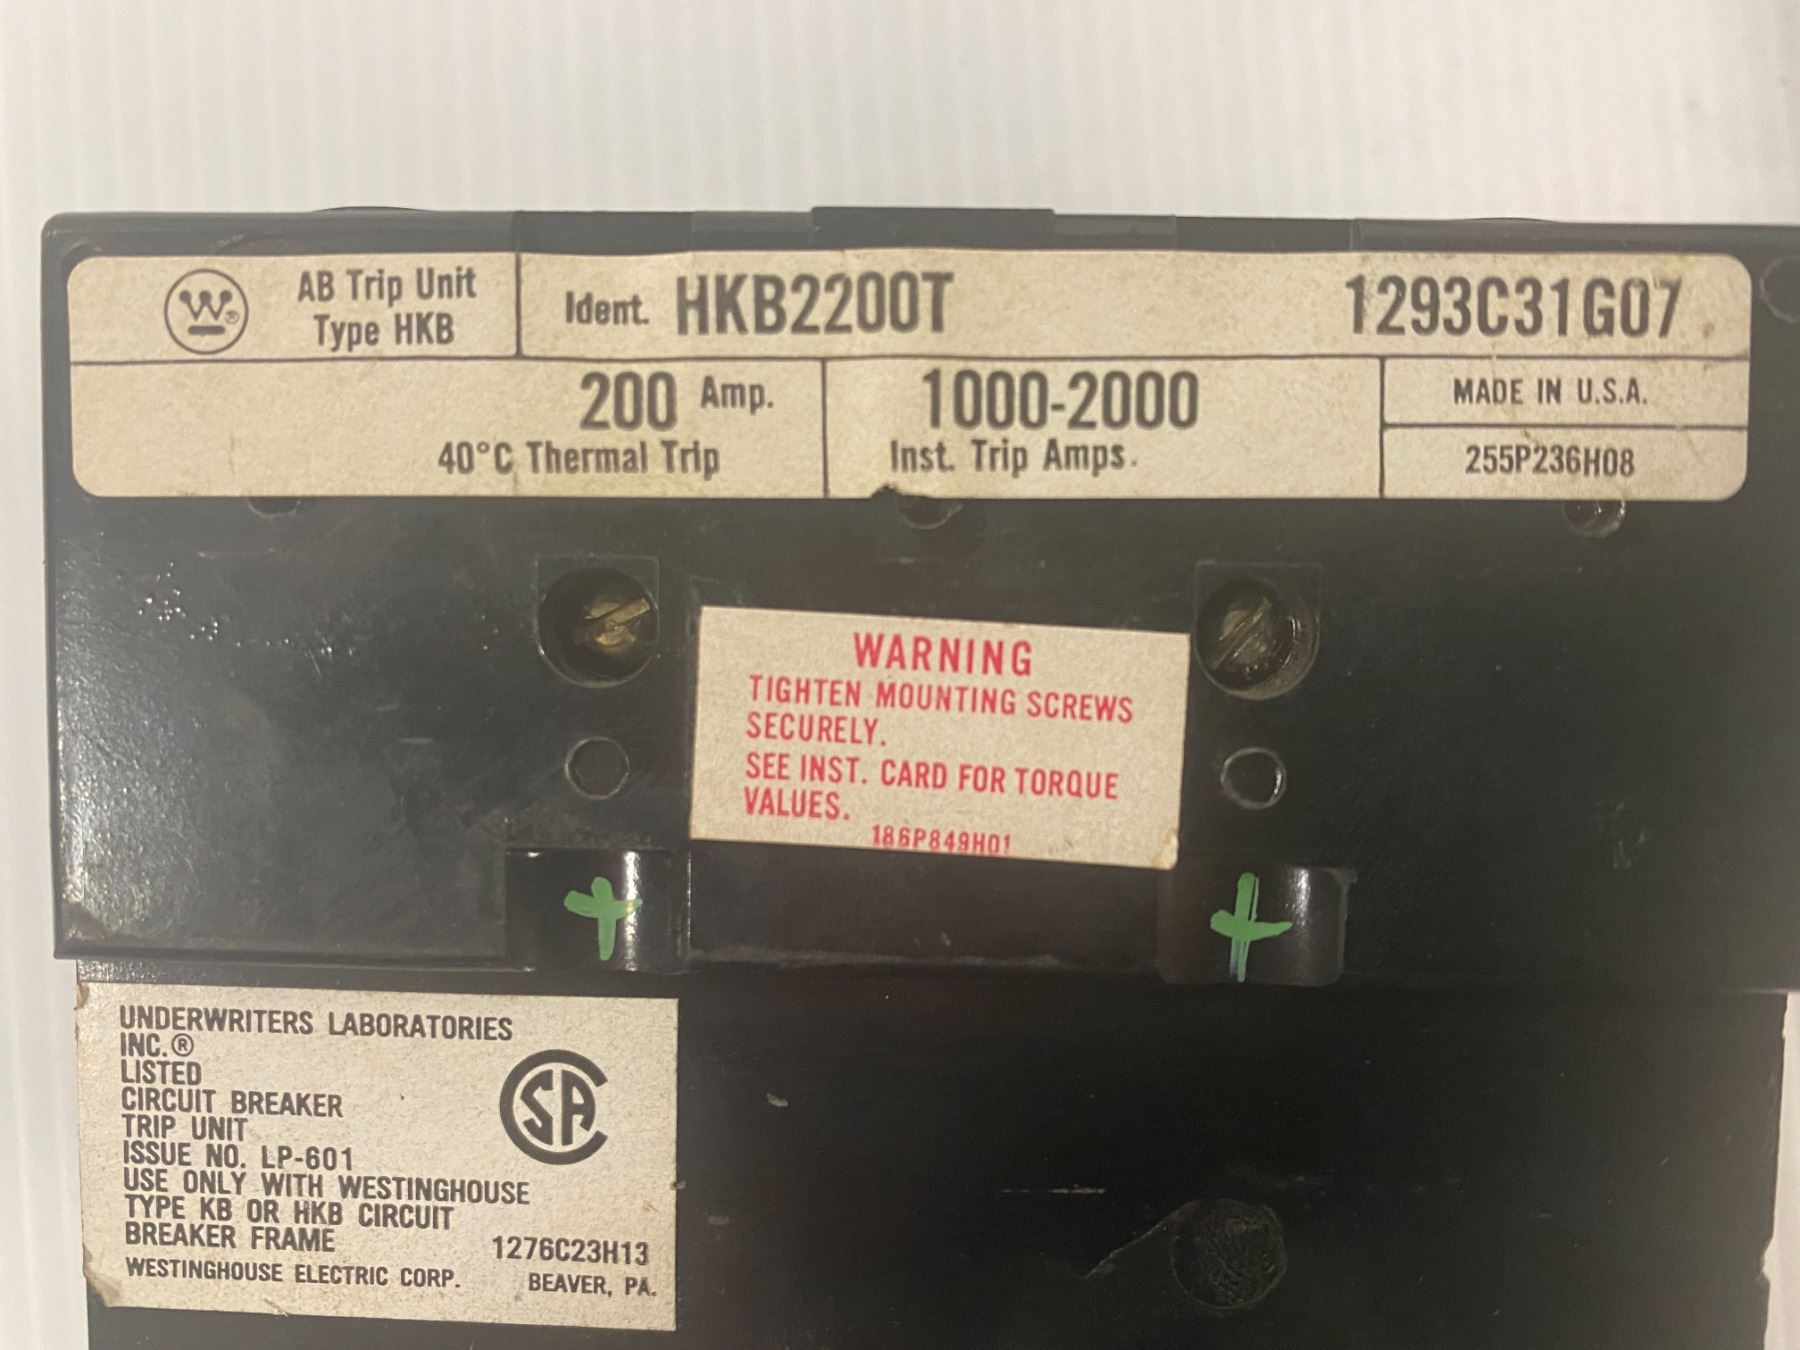 W®
AB Trip Unit
Type HKB
Ident. HKB2200T
1293C31G07
200 Amp.
40°C Thermal Trip
1000-2000
Inst. Trip Amps.
MADE IN U.S.A.
255P236H08
WARNING
TIGHTEN MOUNTING SCREWS
SECURELY.
SEE INST. CARD FOR TORQUE
VALUES.
186P849H01
UNDERWRITERS LABORATORIES
INC.®
LISTED
CIRCUIT BREAKER
TRIP UNIT
ISSUE NO. LP-601
USE ONLY WITH WESTINGHOUSE
TYPE KB OR HKB CIRCUIT
BREAKER FRAME
1276C23H13
WESTINGHOUSE ELECTRIC CORP. BEAVER, PA.
CSA